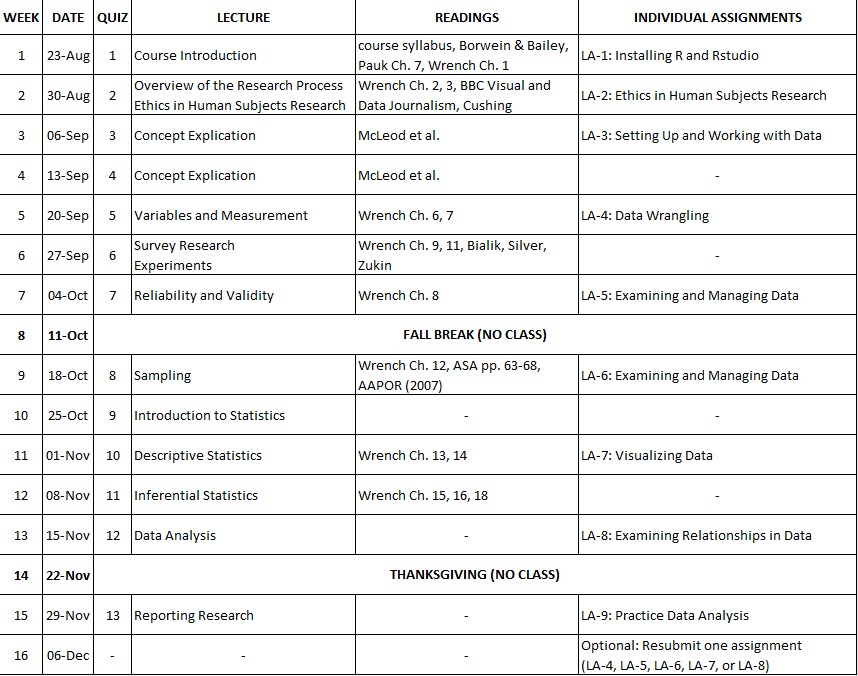 WEEK DATE QUIZ LECTURE READINGS INDIVIDUAL ASSIGNMENTS
1 23-Aug 1 Course Introduction course syllabus, Borwein & Bailey,
Pauk Ch. 7, Wrench Ch. 1 LA-1: Installing R and Rstudio
2 30-Aug 2 Overview of the Research Process
Ethics in Human Subjects Research Wrench Ch. 2, 3, BBC Visual and
Data Journalism, Cushing LA-2: Ethics in Human Subjects Research
3 06-Sep 3 Concept Explication McLeod et al. LA-3: Setting Up and Working with Data
4 13-Sep 4 Concept Explication McLeod et al. -
5 20-Sep 5 Variables and Measurement Wrench Ch. 6, 7 LA-4: Data Wrangling
6 27-Sep 6 Survey Research
Experiments Wrench Ch. 9, 11, Bialik, Silver,
Zukin -
7 04-Oct 7 Reliability and Validity Wrench Ch. 8 LA-5: Examining and Managing Data
8 11-Oct FALL BREAK (NO CLASS)
9 18-Oct 8 Sampling Wrench Ch. 12, ASA pp. 63-68,
AAPOR (2007) LA-6: Examining and Managing Data
10 25-Oct 9 Introduction to Statistics - -
11 01-Nov 10 Descriptive Statistics Wrench Ch. 13, 14 LA-7: Visualizing Data
12 08-Nov 11 Inferential Statistics Wrench Ch. 15, 16, 18 -
13 15-Nov 12 Data Analysis - LA-8: Examining Relationships in Data
14 22-Nov THANKSGIVING (NO CLASS)
15 29-Nov 13 Reporting Research - LA-9: Practice Data Analysis
16 06-Dec - - - Optional: Resubmit one assignment
(LA-4, LA-5, LA-6, LA-7, or LA-8)